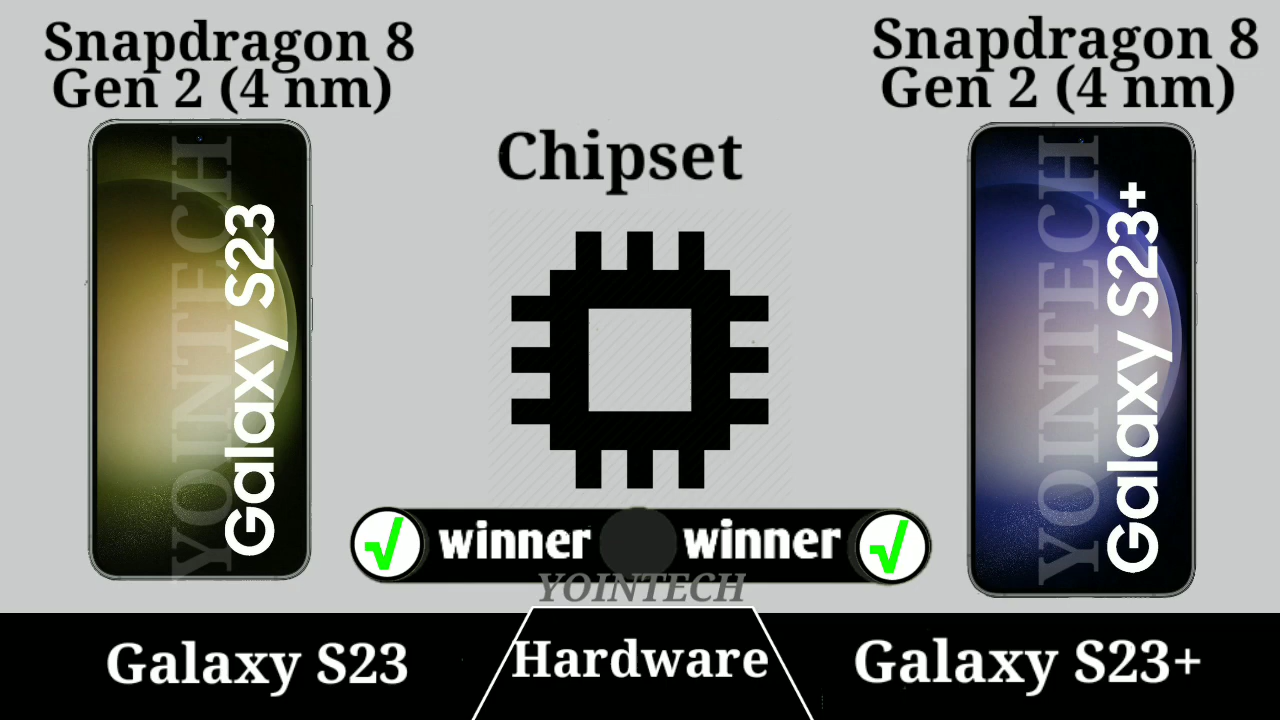 Snapdragon 8
Gen 2 (4 nm)
Snapdragon 8
Gen 2 (4 nm)
Chipset
YOINTECH
Galaxy S23
YOINTECH
Galaxy S23+
winner
winner
YOINTECH
Galaxy S23
Hardware
Galaxy S23+